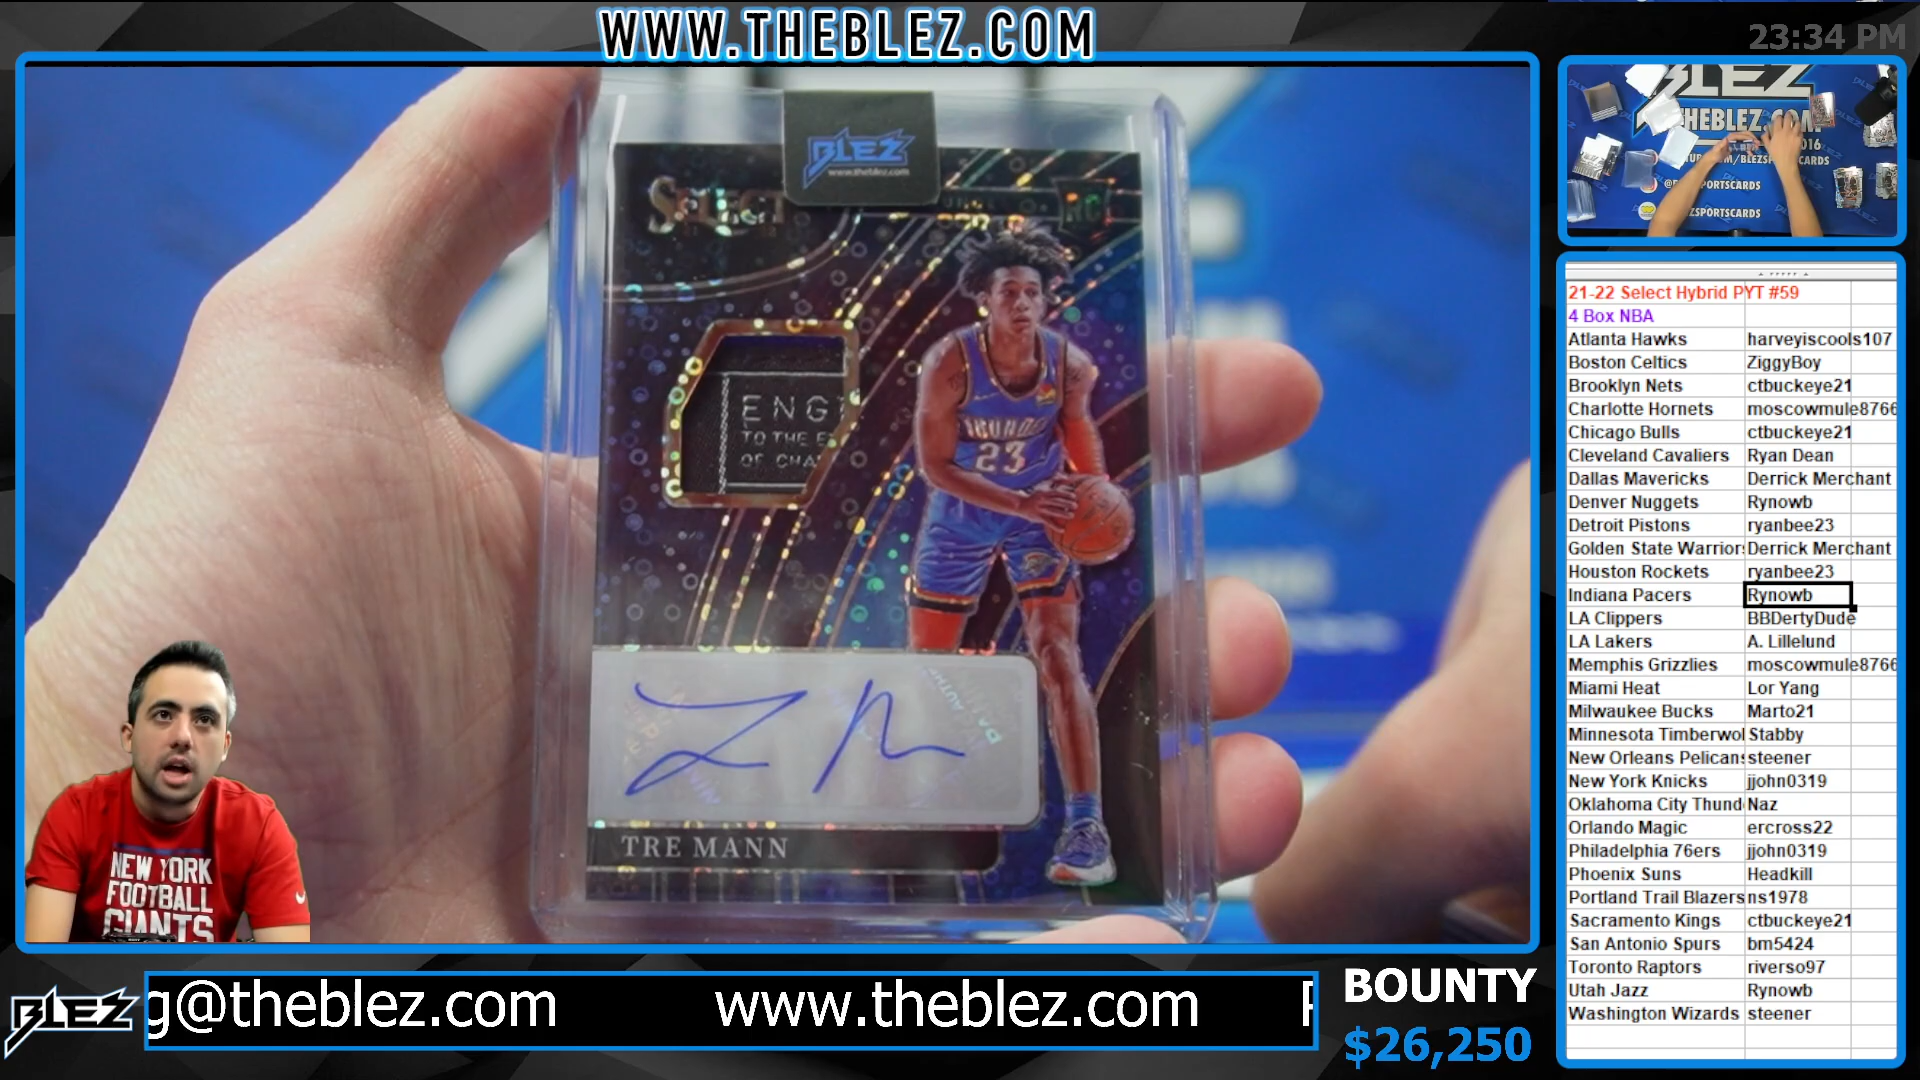 WWW.THEBLEZ.COM
23:34 PM
BLEZ
www.theblez.com
SELECT
RC
ENG
TO THE E
OF CHA
THUNDER
23
TRE MANN
NEW YORK
FOOTBALL
GIANTS
BLEZ
THEBLEZ.COM
2016
SPORTSCARDS
ZSPORTSCARDS
21-22 Select Hybrid PYT #59
4 Box NBA
Atlanta Hawks harveyiscools107
Boston Celtics ZiggyBoy
Brooklyn Nets ctbuckeye21
Charlotte Hornets moscowmule8766
Chicago Bulls ctbuckeye21
Cleveland Cavaliers Ryan Dean
Dallas Mavericks Derrick Merchant
Denver Nuggets Rynowb
Detroit Pistons ryanbee23
Golden State Warriors Derrick Merchant
Houston Rockets ryanbee23
Indiana Pacers Rynowb
LA Clippers BBDertyDude
LA Lakers A. Lillelund
Memphis Grizzlies moscowmule8766
Miami Heat Lor Yang
Milwaukee Bucks Marto21
Minnesota Timberwol Stabby
New Orleans Pelicans steener
New York Knicks jjohn0319
Oklahoma City Thund Naz
Orlando Magic ercross22
Philadelphia 76ers jjohn0319
Phoenix Suns Headkill
Portland Trail Blazers ns1978
Sacramento Kings ctbuckeye21
San Antonio Spurs bm5424
Toronto Raptors riverso97
Utah Jazz Rynowb
Washington Wizards steener
BLEZ
g@theblez.com www.theblez.com
BOUNTY
$26,250